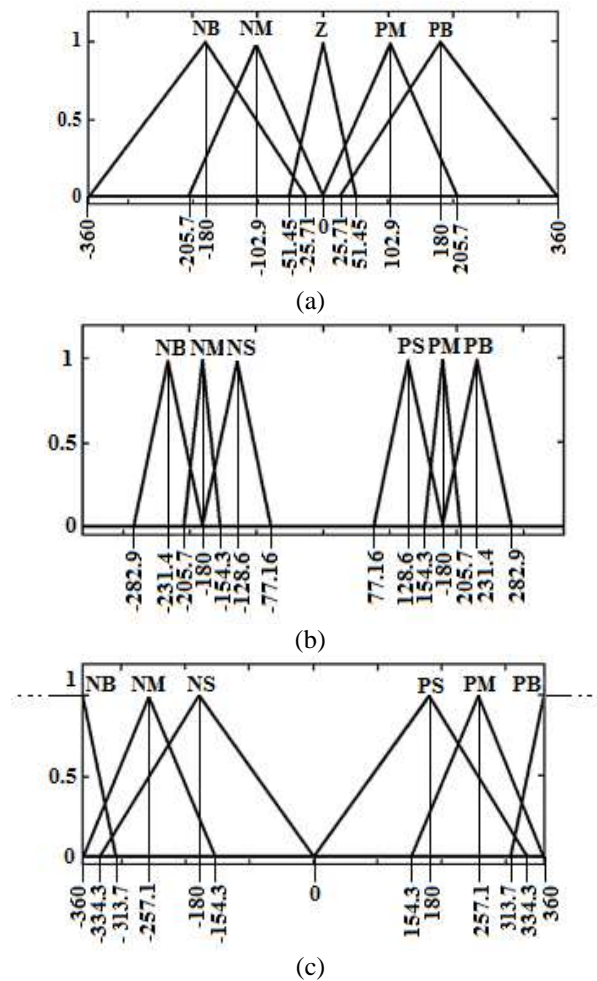 NB NM Z PM PB
1
0.5
0
-360 -205.7 -180 -102.9 -51.45 -25.71 0 25.71 51.45 102.9 180 205.7 360
(a)
NB NM NS PS PM PB
1
0.5
0
-282.9 -231.4 -205.7 -180 -154.3 -128.6 -77.16 77.16 128.6 154.3 -180 205.7 231.4 282.9
(b)
1 NB NM NS PS PM PB
0.5
0
-360 -334.3 -313.7 -257.1 -180 -154.3 0 154.3 180 257.1 313.7 334.3 360
(c)